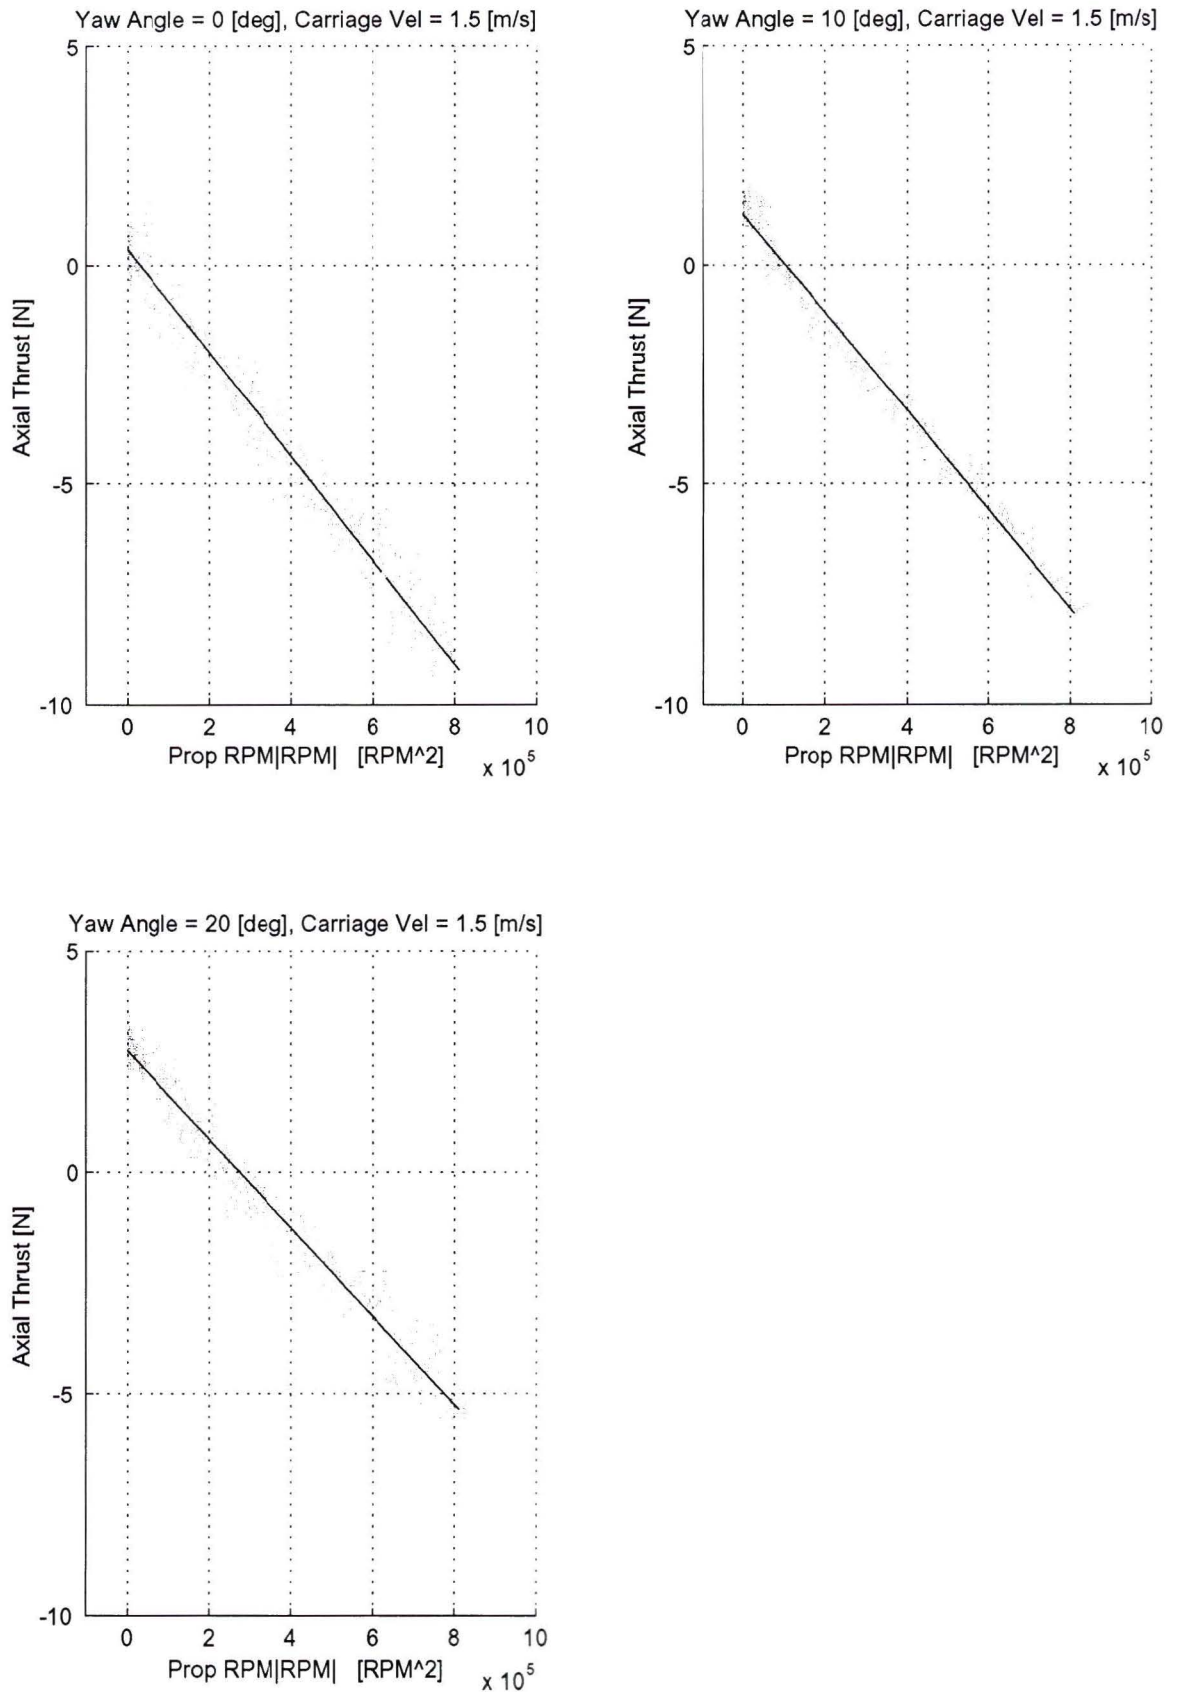 Yaw Angle = 0 [deg], Carriage Vel = 1.5 [m/s]
5
0
-5
-10
Axial Thrust [N]
0 2 4 6 8 10
Prop RPM|RPM| [RPM^2]
x 10^5
Yaw Angle = 10 [deg], Carriage Vel = 1.5 [m/s]
5
0
-5
-10
Axial Thrust [N]
0 2 4 6 8 10
Prop RPM|RPM| [RPM^2]
x 10^5
Yaw Angle = 20 [deg], Carriage Vel = 1.5 [m/s]
5
0
-5
-10
Axial Thrust [N]
0 2 4 6 8 10
Prop RPM|RPM| [RPM^2]
x 10^5